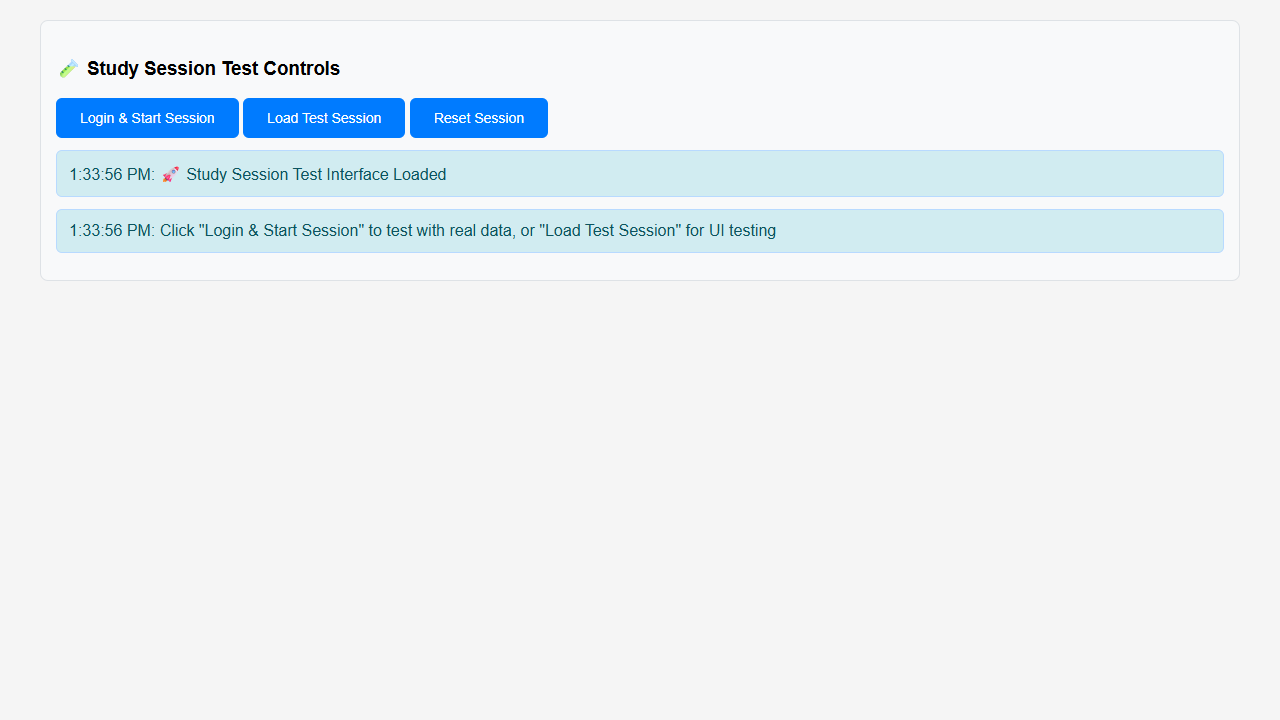 🧪 Study Session Test Controls
Login & Start Session
Load Test Session
Reset Session
1:33:56 PM: 🚀 Study Session Test Interface Loaded
1:33:56 PM: Click "Login & Start Session" to test with real data, or "Load Test Session" for UI testing